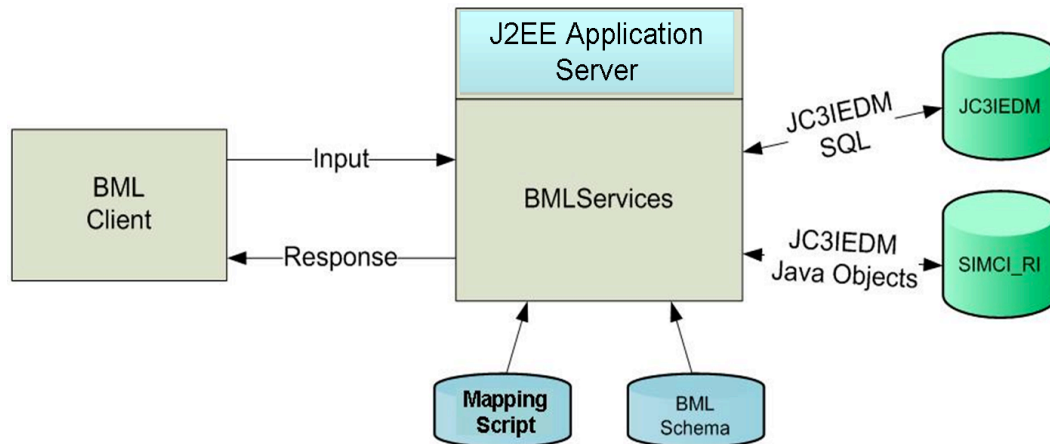 J2EE Application
Server
JC3IEDM
SQL
JC3IEDM
BML
Client
Input
BMLServices
Response
JC3IEDM
Java Objects
SIMCI_RI
Mapping
Script
BML
Schema